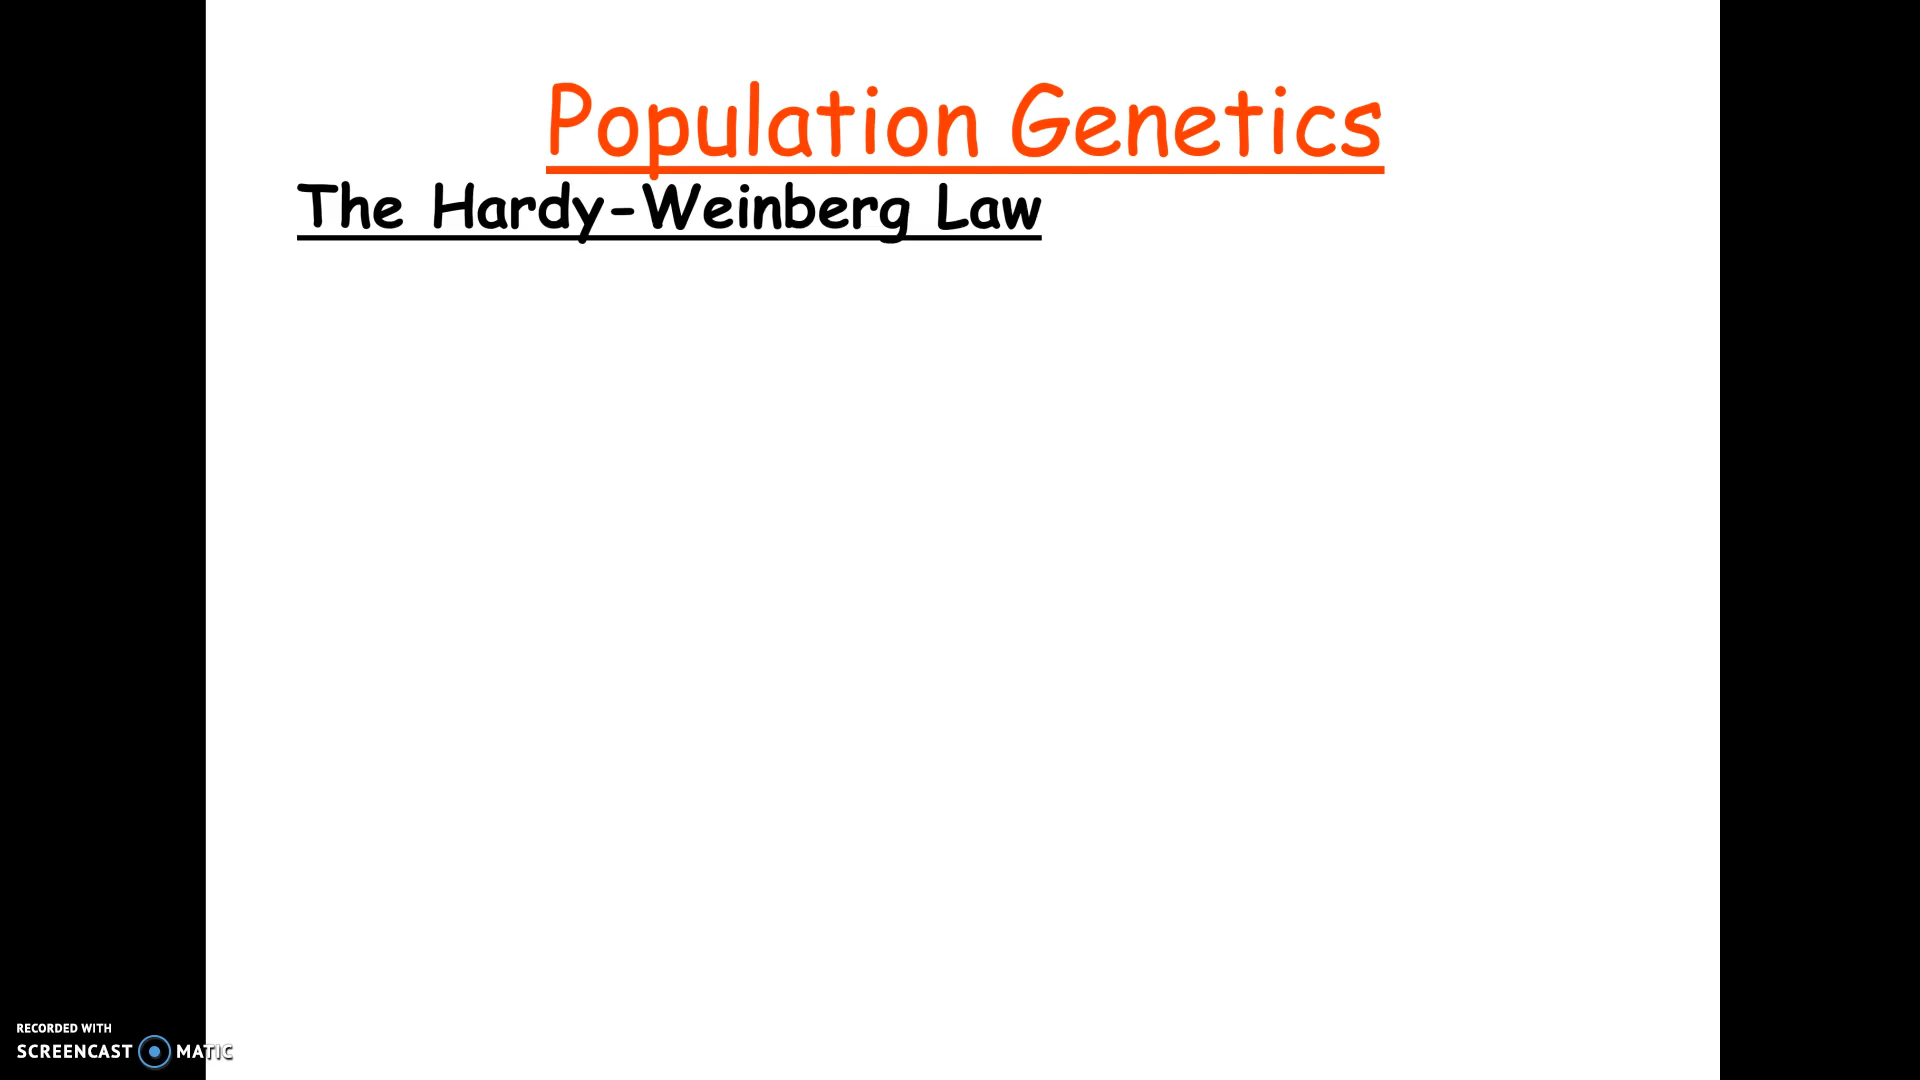 Population Genetics
The Hardy-Weinberg Law
RECORDED WITH
SCREENCAST MATIC